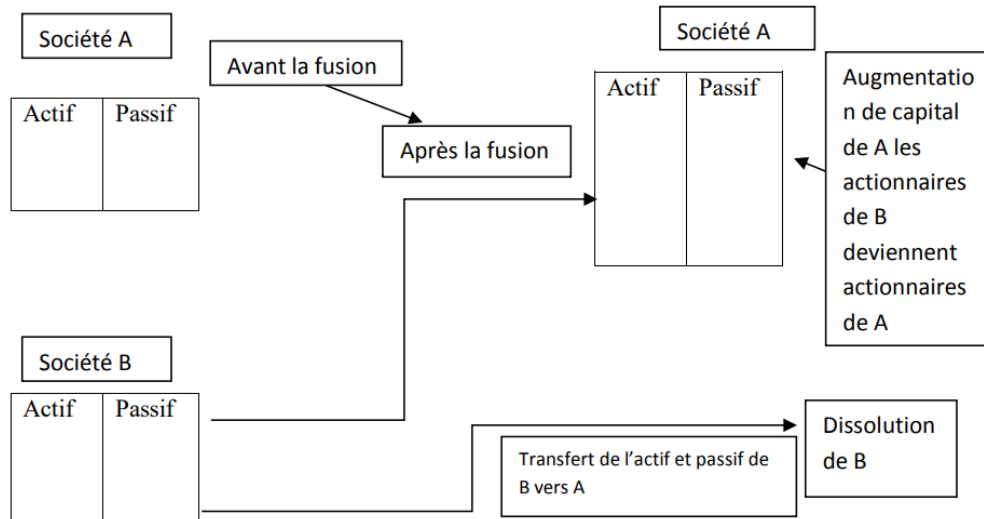 Société A
Avant la fusion
Actif Passif
Après la fusion
Société A
Actif Passif
Augmentatio
n de capital
de A les
actionnaires
de B
deviennent
actionnaires
de A
Société B
Actif Passif
Transfert de l'actif et passif de
B vers A
Dissolution
de B